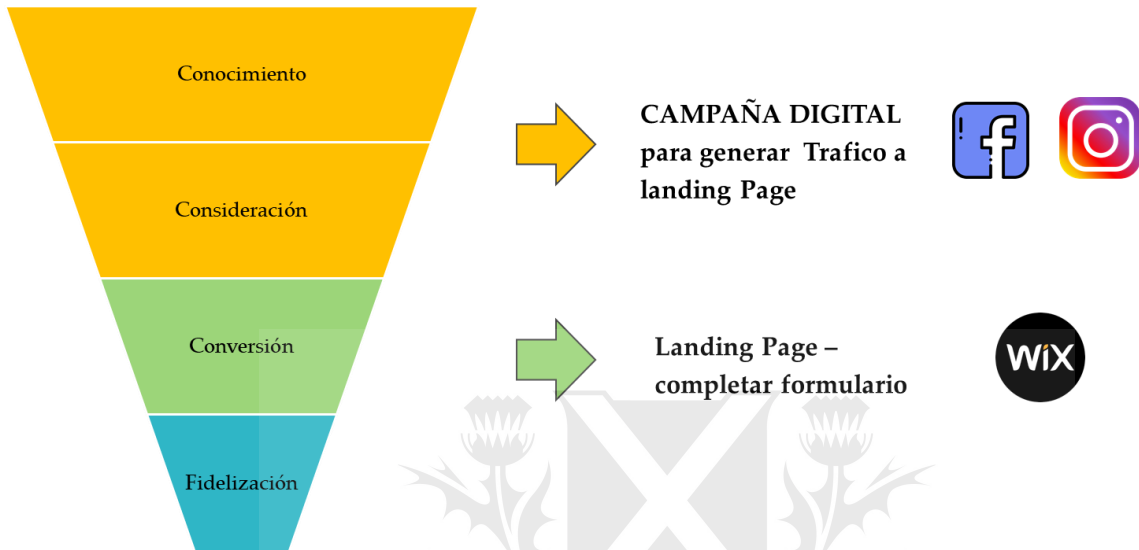 Conocimiento
CAMPAÑA DIGITAL
para generar Trafico a
landing Page
Consideración
Conversión
Landing Page –
completar formulario
WiX
Fidelización